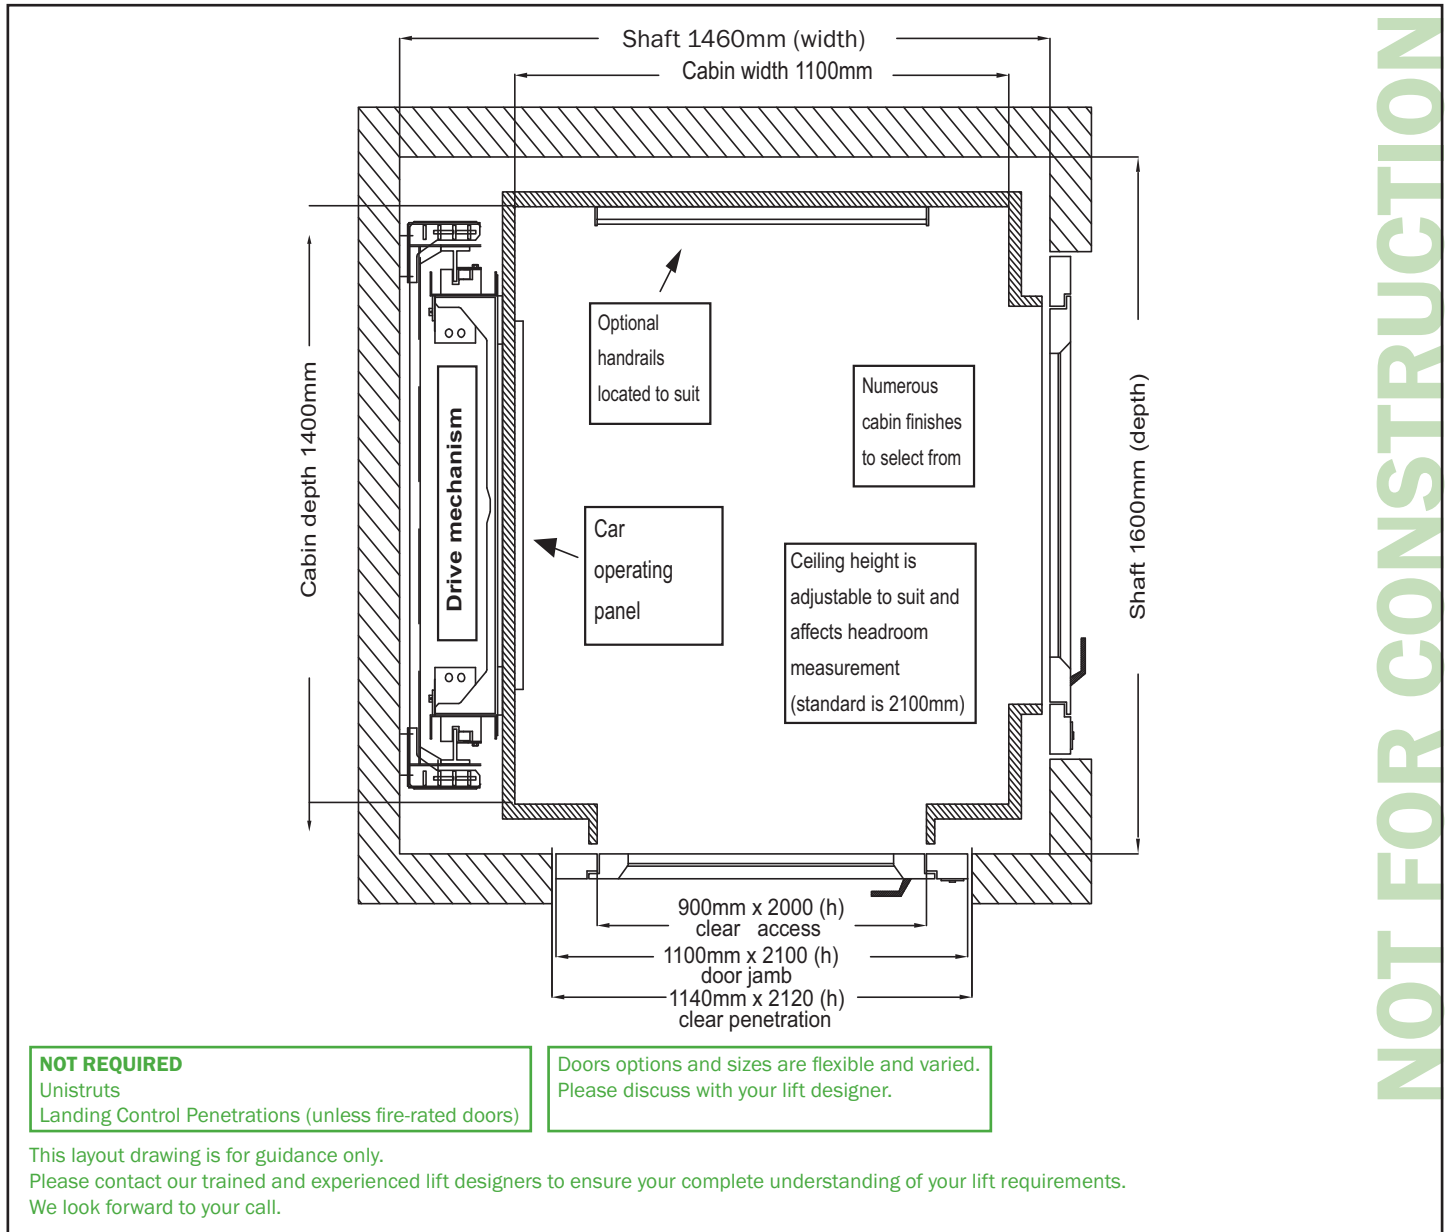 Shaft 1460mm (width)
Cabin width 1100mm
NOT FOR CONSTRUCTION
Optional
handrails
located to suit
Numerous
cabin finishes
to select from
Cabin depth 1400mm
Drive mechanism
Shaft 1600mm (depth)
Car
operating
panel
Ceiling height is
adjustable to suit and
affects headroom
measurement
(standard is 2100mm)
900mm x 2000 (h)
clear access
1100mm x 2100 (h)
door jamb
1140mm x 2120 (h)
clear penetration
NOT REQUIRED
Unistruts
Landing Control Penetrations (unless fire-rated doors)
Doors options and sizes are flexible and varied.
Please discuss with your lift designer.
This layout drawing is for guidance only.
Please contact our trained and experienced lift designers to ensure your complete understanding of your lift requirements.
We look forward to your call.